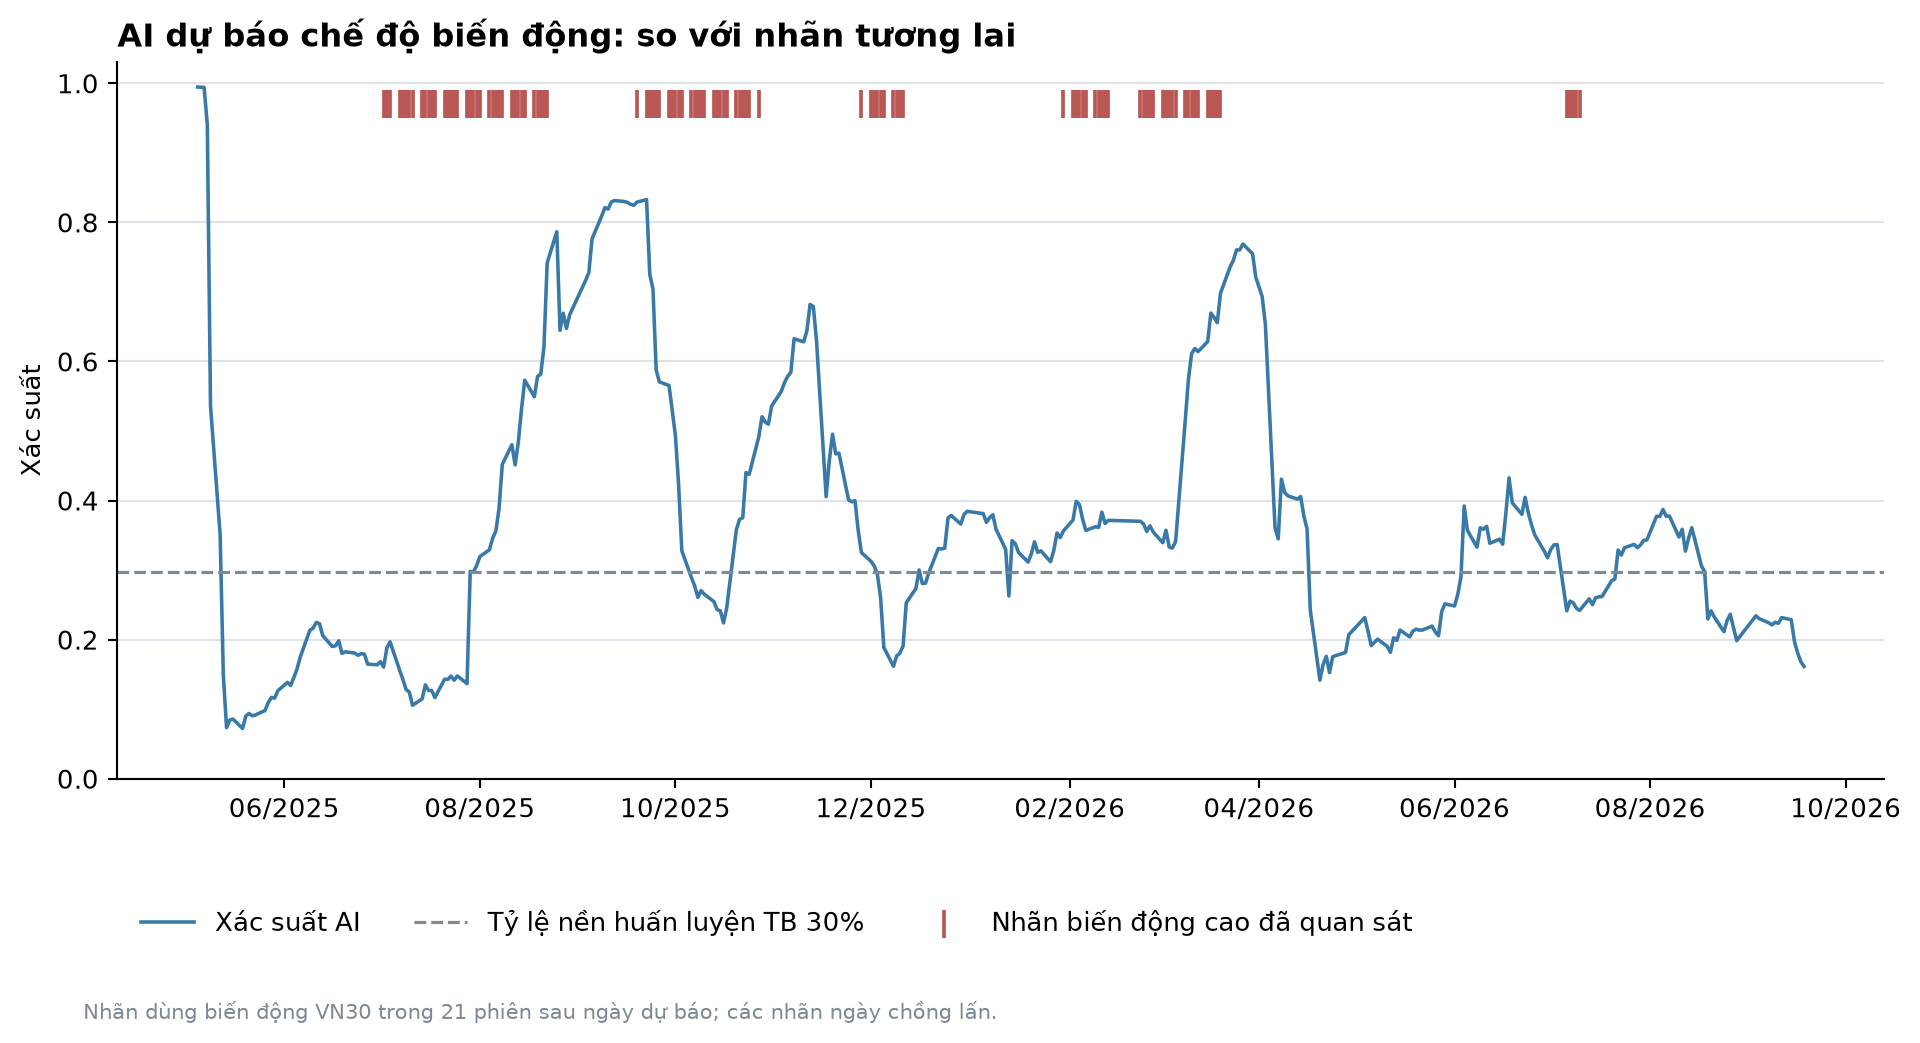 AI dự báo chế độ biến động: so với nhãn tương lai
Xác suất
1.0
0.8
0.6
0.4
0.2
0.0
06/2025 08/2025 10/2025 12/2025 02/2026 04/2026 06/2026 08/2026 10/2026
Xác suất AI Tỷ lệ nền huấn luyện TB 30% Nhãn biến động cao đã quan sát
Nhãn dùng biến động VN30 trong 21 phiên sau ngày dự báo; các nhãn ngày chồng lấn.